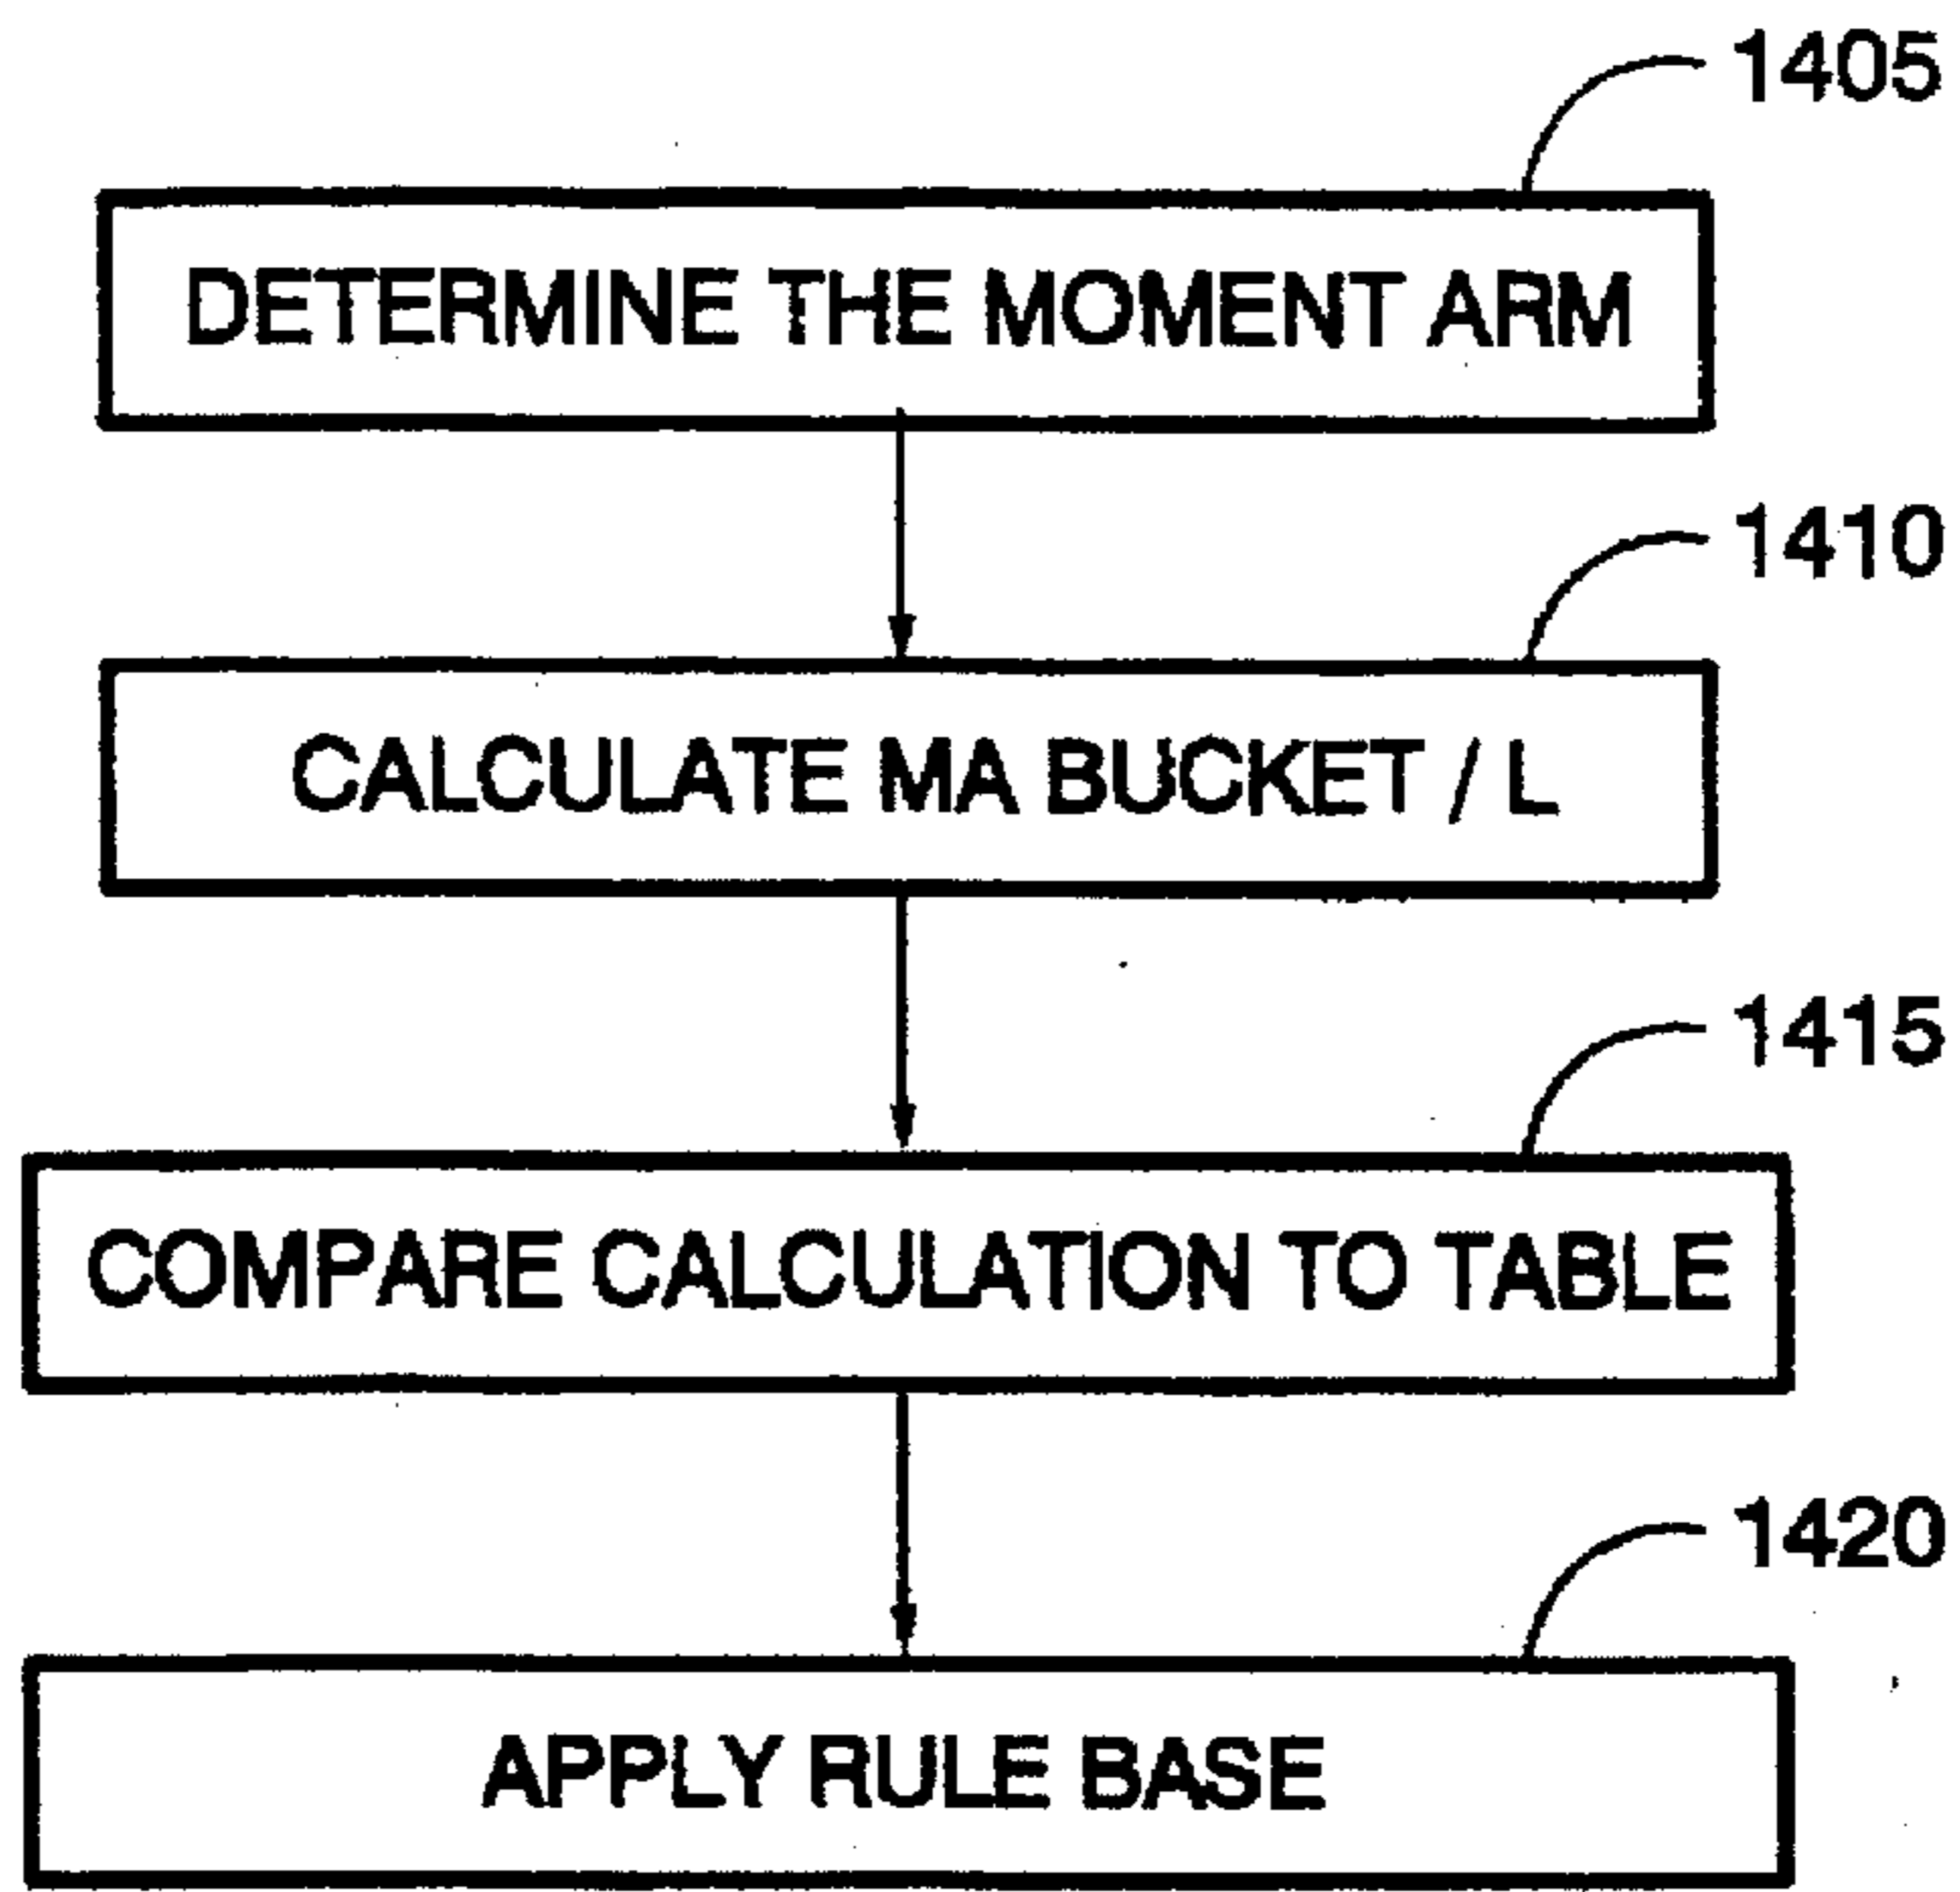 1405
DETERMINE THE MOMENT ARM
1410
CALCULATE MA BUCKET / L
1415
COMPARE CALCULATION TO TABLE
1420
APPLY RULE BASE